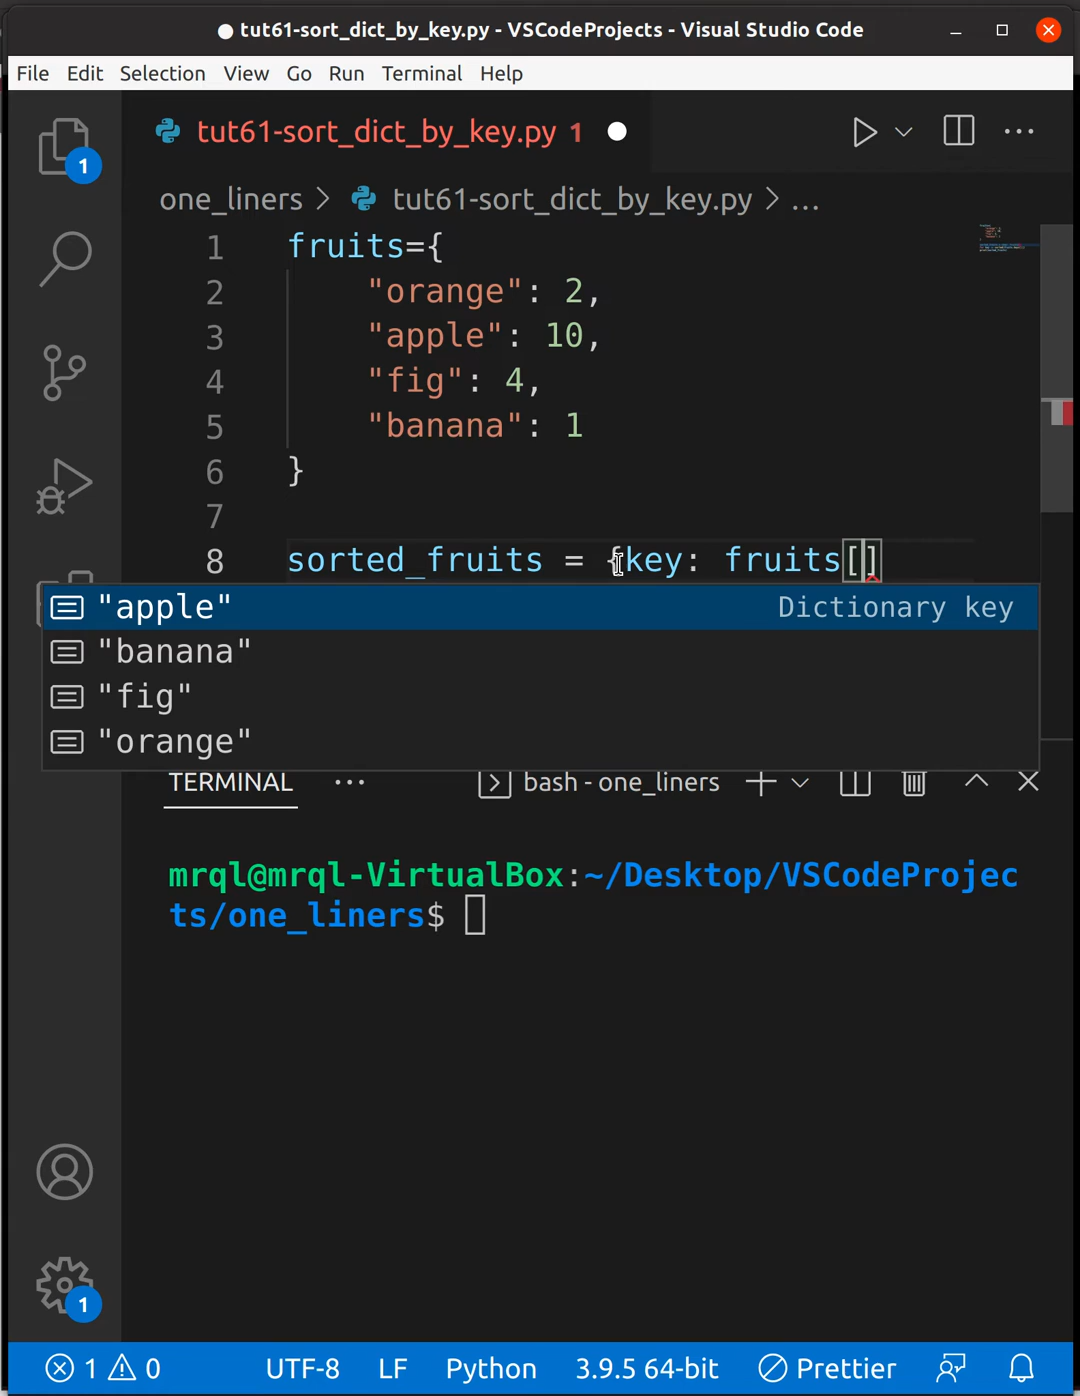 tut61-sort_dict_by_key.py - VSCodeProjects - Visual Studio Code
File Edit Selection View Go Run Terminal Help
tut61-sort_dict_by_key.py 1
1
one_liners > tut61-sort_dict_by_key.py > ...
1 fruits={
2 "orange": 2,
3 "apple": 10,
4 "fig": 4,
5 "banana": 1
6 }
7
8 sorted_fruits = {key: fruits[]
"apple" Dictionary key
"banana"
"fig"
"orange"
TERMINAL ... bash - one_liners
mrql@mrql-VirtualBox:~/Desktop/VSCodeProjec
ts/one_liners$
1
1 0 UTF-8 LF Python 3.9.5 64-bit Prettier